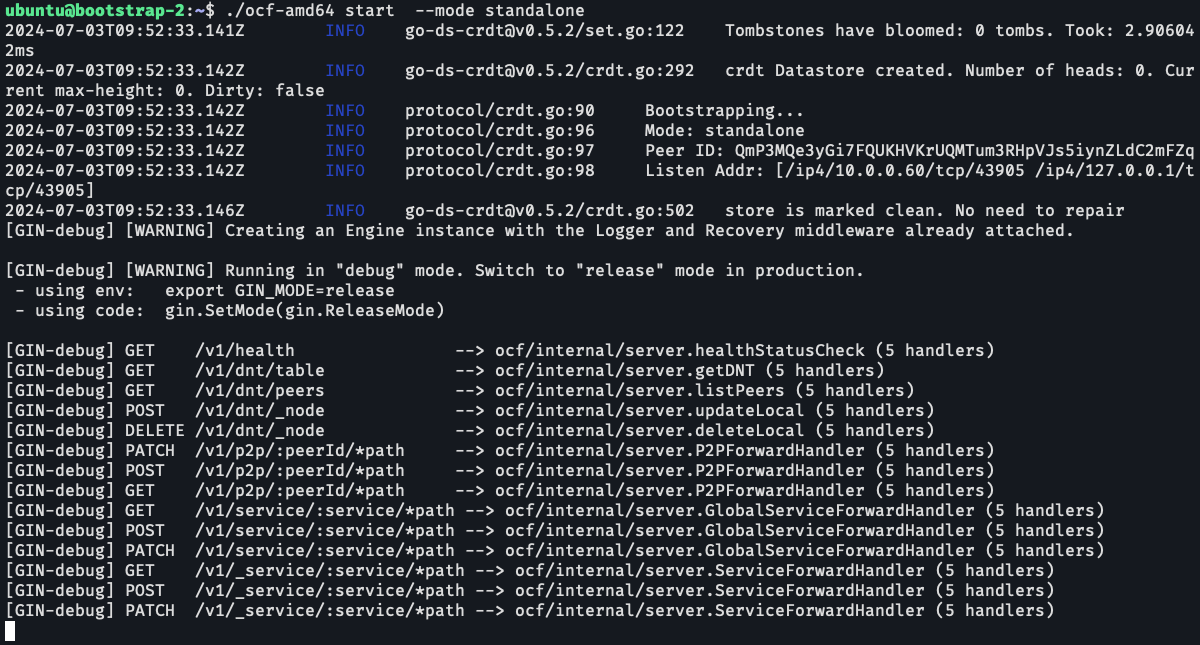 ubuntu@bootstrap-2:~$ ./ocf-amd64 start  --mode standalone
2024-07-03T09:52:33.141Z        INFO    go-ds-crdt@v0.5.2/set.go:122    Tombstones have bloomed: 0 tombs. Took: 2.90604
2ms
2024-07-03T09:52:33.142Z        INFO    go-ds-crdt@v0.5.2/crdt.go:292   crdt Datastore created. Number of heads: 0. Cur
rent max-height: 0. Dirty: false
2024-07-03T09:52:33.142Z        INFO    protocol/crdt.go:90     Bootstrapping...
2024-07-03T09:52:33.142Z        INFO    protocol/crdt.go:96     Mode: standalone
2024-07-03T09:52:33.142Z        INFO    protocol/crdt.go:97     Peer ID: QmP3MQe3yGi7FQUKHVKrUQMTum3RHpVJs5iynZLdC2mFZq
2024-07-03T09:52:33.142Z        INFO    protocol/crdt.go:98     Listen Addr: [/ip4/10.0.0.60/tcp/43905 /ip4/127.0.0.1/t
cp/43905]
2024-07-03T09:52:33.146Z        INFO    go-ds-crdt@v0.5.2/crdt.go:502   store is marked clean. No need to repair
[GIN-debug] [WARNING] Creating an Engine instance with the Logger and Recovery middleware already attached.

[GIN-debug] [WARNING] Running in "debug" mode. Switch to "release" mode in production.
 - using env:   export GIN_MODE=release
 - using code:  gin.SetMode(gin.ReleaseMode)

[GIN-debug] GET    /v1/health                --> ocf/internal/server.healthStatusCheck (5 handlers)
[GIN-debug] GET    /v1/dnt/table             --> ocf/internal/server.getDNT (5 handlers)
[GIN-debug] GET    /v1/dnt/peers             --> ocf/internal/server.listPeers (5 handlers)
[GIN-debug] POST   /v1/dnt/_node             --> ocf/internal/server.updateLocal (5 handlers)
[GIN-debug] DELETE /v1/dnt/_node             --> ocf/internal/server.deleteLocal (5 handlers)
[GIN-debug] PATCH  /v1/p2p/:peerId/*path     --> ocf/internal/server.P2PForwardHandler (5 handlers)
[GIN-debug] POST   /v1/p2p/:peerId/*path     --> ocf/internal/server.P2PForwardHandler (5 handlers)
[GIN-debug] GET    /v1/p2p/:peerId/*path     --> ocf/internal/server.P2PForwardHandler (5 handlers)
[GIN-debug] GET    /v1/service/:service/*path --> ocf/internal/server.GlobalServiceForwardHandler (5 handlers)
[GIN-debug] POST   /v1/service/:service/*path --> ocf/internal/server.GlobalServiceForwardHandler (5 handlers)
[GIN-debug] PATCH  /v1/service/:service/*path --> ocf/internal/server.GlobalServiceForwardHandler (5 handlers)
[GIN-debug] GET    /v1/_service/:service/*path --> ocf/internal/server.ServiceForwardHandler (5 handlers)
[GIN-debug] POST   /v1/_service/:service/*path --> ocf/internal/server.ServiceForwardHandler (5 handlers)
[GIN-debug] PATCH  /v1/_service/:service/*path --> ocf/internal/server.ServiceForwardHandler (5 handlers)